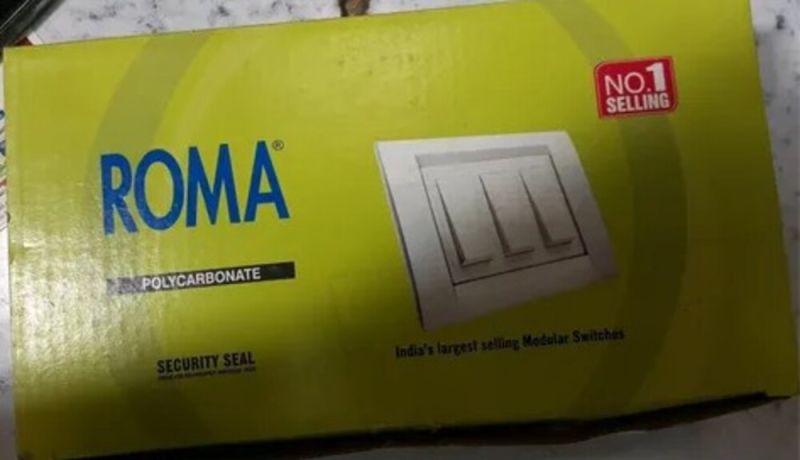 NO.1
SELLING
ROMA®
POLYCARBONATE
India's largest selling Modular Switches
SECURITY SEAL